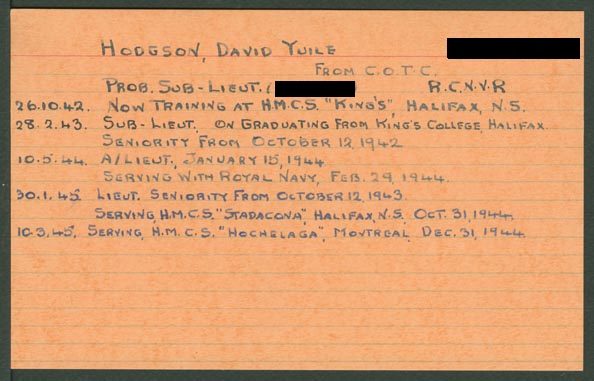 HODGSON, DAVID YUILE
FROM C.O.T.C.
PROB. SUB-LIEUT. ( R.C.N.V.R
26.10.42. NOW TRAINING AT H.M.C.S. "KING'S", HALIFAX, N.S.
28.2.43. SUB-LIEUT. ON GRADUATING FROM KING'S COLLEGE, HALIFAX.
SENIORITY FROM OCTOBER 12, 1942
10.5.44. A/LIEUT., JANUARY 15, 1944
SERVING WITH ROYAL NAVY, FEB. 29, 1944.
30.1.45. LIEUT. SENIORITY FROM OCTOBER 12, 1943.
SERVING, H.M.C.S. "STADACONA", HALIFAX, N.S. OCT. 31, 1944.
10.3.45. SERVING, H.M.C.S. "HOCHELAGA", MONTREAL DEC. 31, 1944